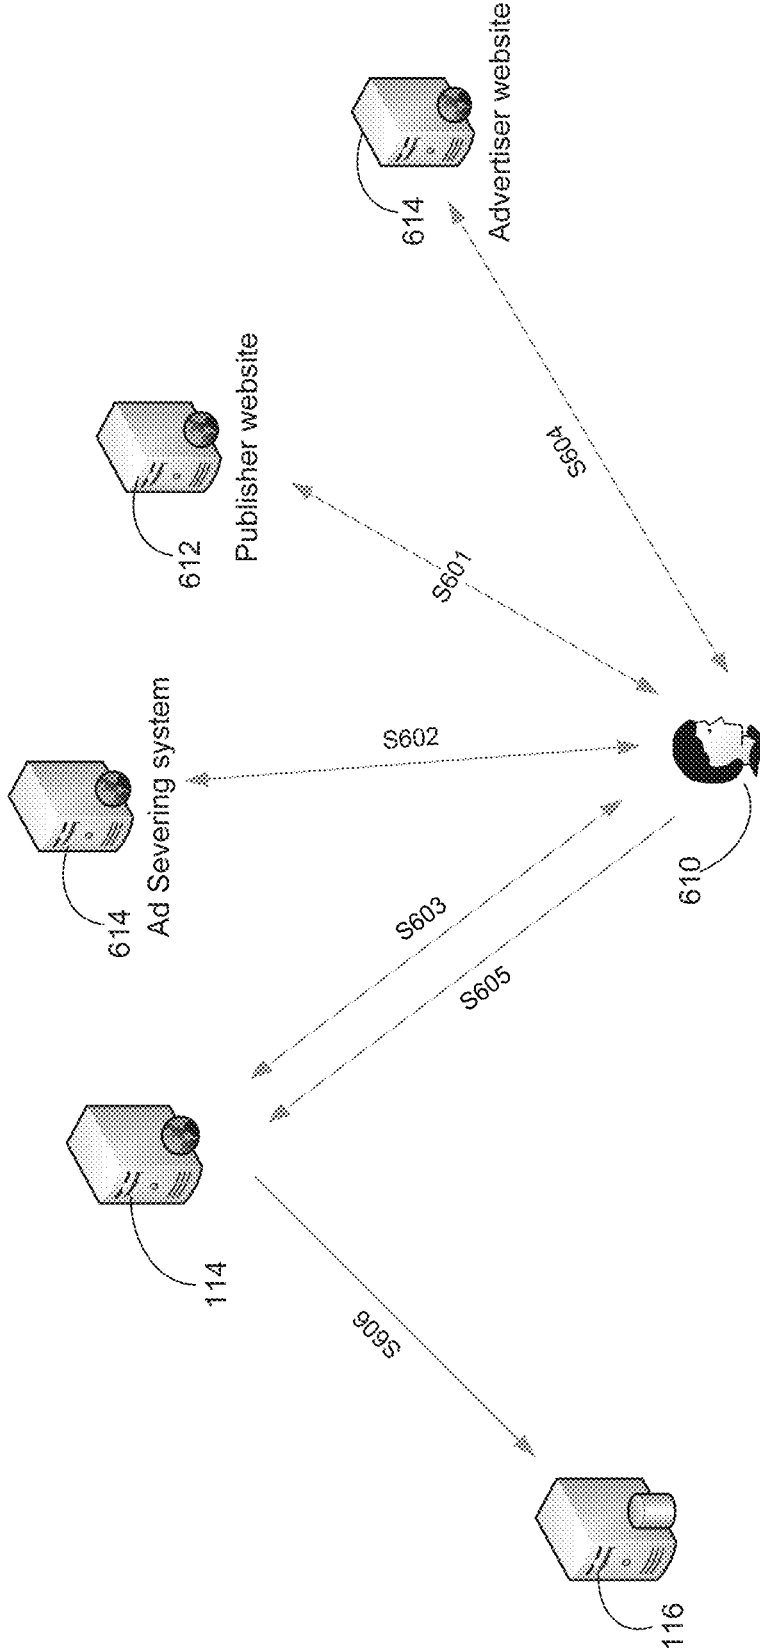 614
Ad Severing system
612
Publisher website
114
614
Advertiser website
S606
S603
S602
S601
S605
S604
116
610